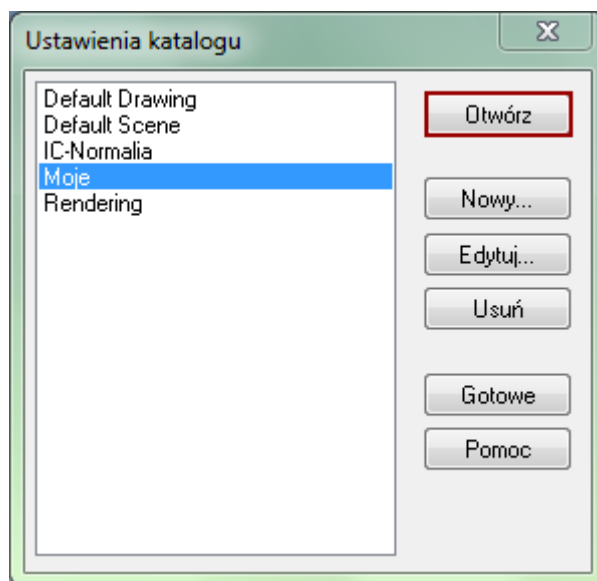 Ustawienia katalogu
Default Drawing
Default Scene
IC-Normalia
Moje
Rendering
Otwórz
Nowy...
Edytuj...
Usuń
Gotowe
Pomoc